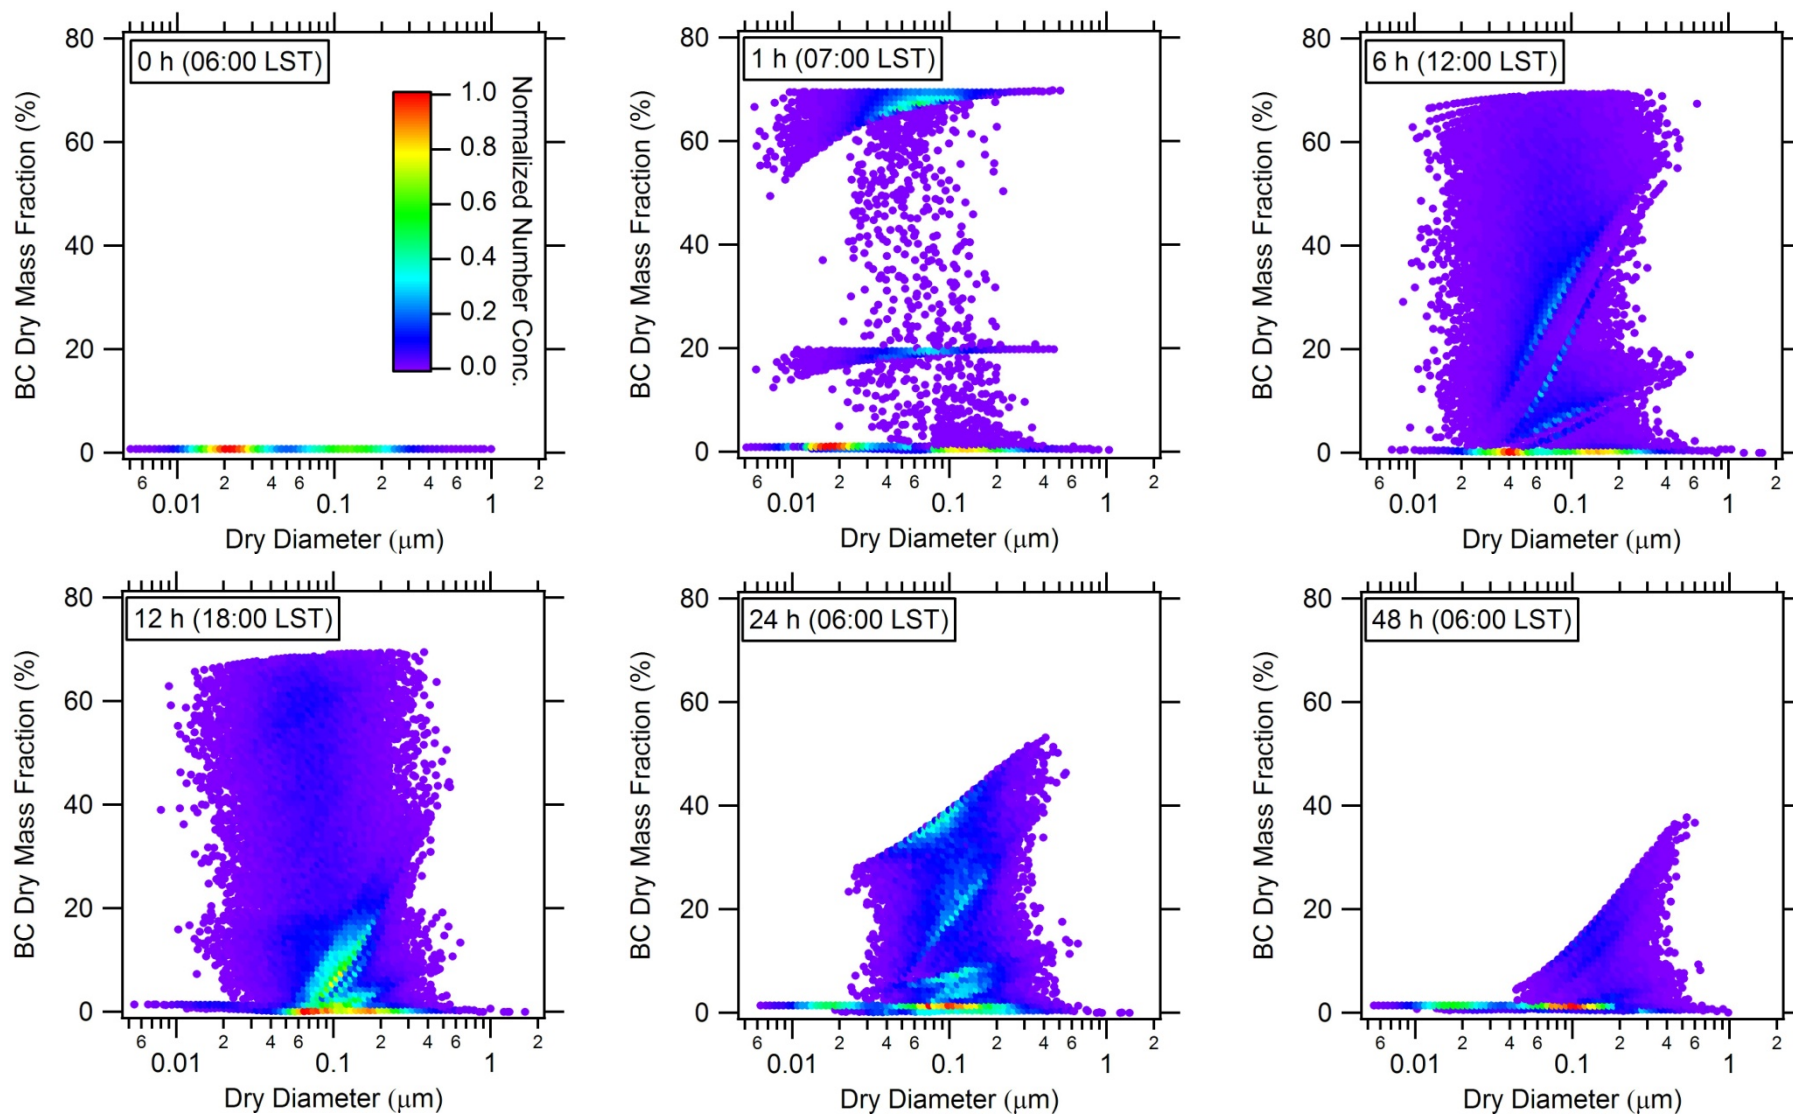 0 h (06:00 LST)
80
60
40
20
0
BC Dry Mass Fraction (%)
1.0
0.8
0.6
0.4
0.2
0.0
Normalized Number Conc.
6 2 4 6 2 4 6 2
0.01 0.1 1
Dry Diameter (μm)
1 h (07:00 LST)
80
60
40
20
0
BC Dry Mass Fraction (%)
6 2 4 6 2 4 6 2
0.01 0.1 1
Dry Diameter (μm)
6 h (12:00 LST)
80
60
40
20
0
BC Dry Mass Fraction (%)
6 2 4 6 2 4 6 2
0.01 0.1 1
Dry Diameter (μm)
12 h (18:00 LST)
80
60
40
20
0
BC Dry Mass Fraction (%)
6 2 4 6 2 4 6 2
0.01 0.1 1
Dry Diameter (μm)
24 h (06:00 LST)
80
60
40
20
0
BC Dry Mass Fraction (%)
6 2 4 6 2 4 6 2
0.01 0.1 1
Dry Diameter (μm)
48 h (06:00 LST)
80
60
40
20
0
BC Dry Mass Fraction (%)
6 2 4 6 2 4 6 2
0.01 0.1 1
Dry Diameter (μm)